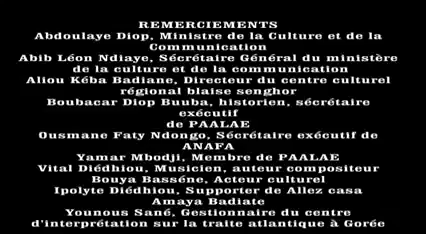 REMERCIEMENTS
Abdoulaye Diop, Ministre de la Culture et de la
Communication
Abib Léon Ndiaye, Sécrétaire Général du ministère
de la culture et de la communication
Aliou Kéba Badiane, Directeur du centre culturel
régional blaise senghor
Boubacar Diop Buuba, historien, sécrétaire
exécutif
de PAALAE
Ousmane Faty Ndongo, Sécrétaire exécutif de
ANAFA
Yamar Mbodji, Membre de PAALAE
Vital Diédhiou, Musicien, auteur compositeur
Bouya Bassène, Acteur culturel
Ipolyte Diédhiou, Supporter de Allez casa
Amaya Badiate
Younous Sané, Gestionnaire du centre
d'interprétation sur la traite atlantique à Gorée